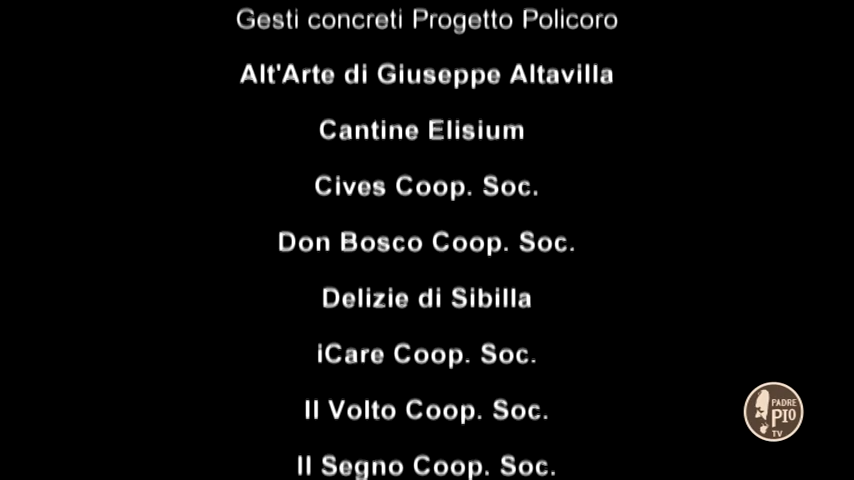 Gesti concreti Progetto Policoro
Alt'Arte di Giuseppe Altavilla
Cantine Elisium
Cives Coop. Soc.
Don Bosco Coop. Soc.
Delizie di Sibilla
iCare Coop. Soc.
Il Volto Coop. Soc.
Il Segno Coop. Soc.
PADRE
PIO
TV